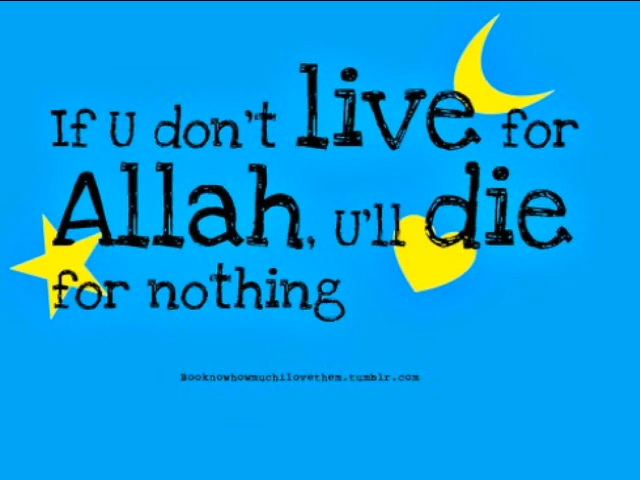 If U don't live for
Allah, U'll die
for nothing
Booknowhowmuchilovethem.tumblr.com